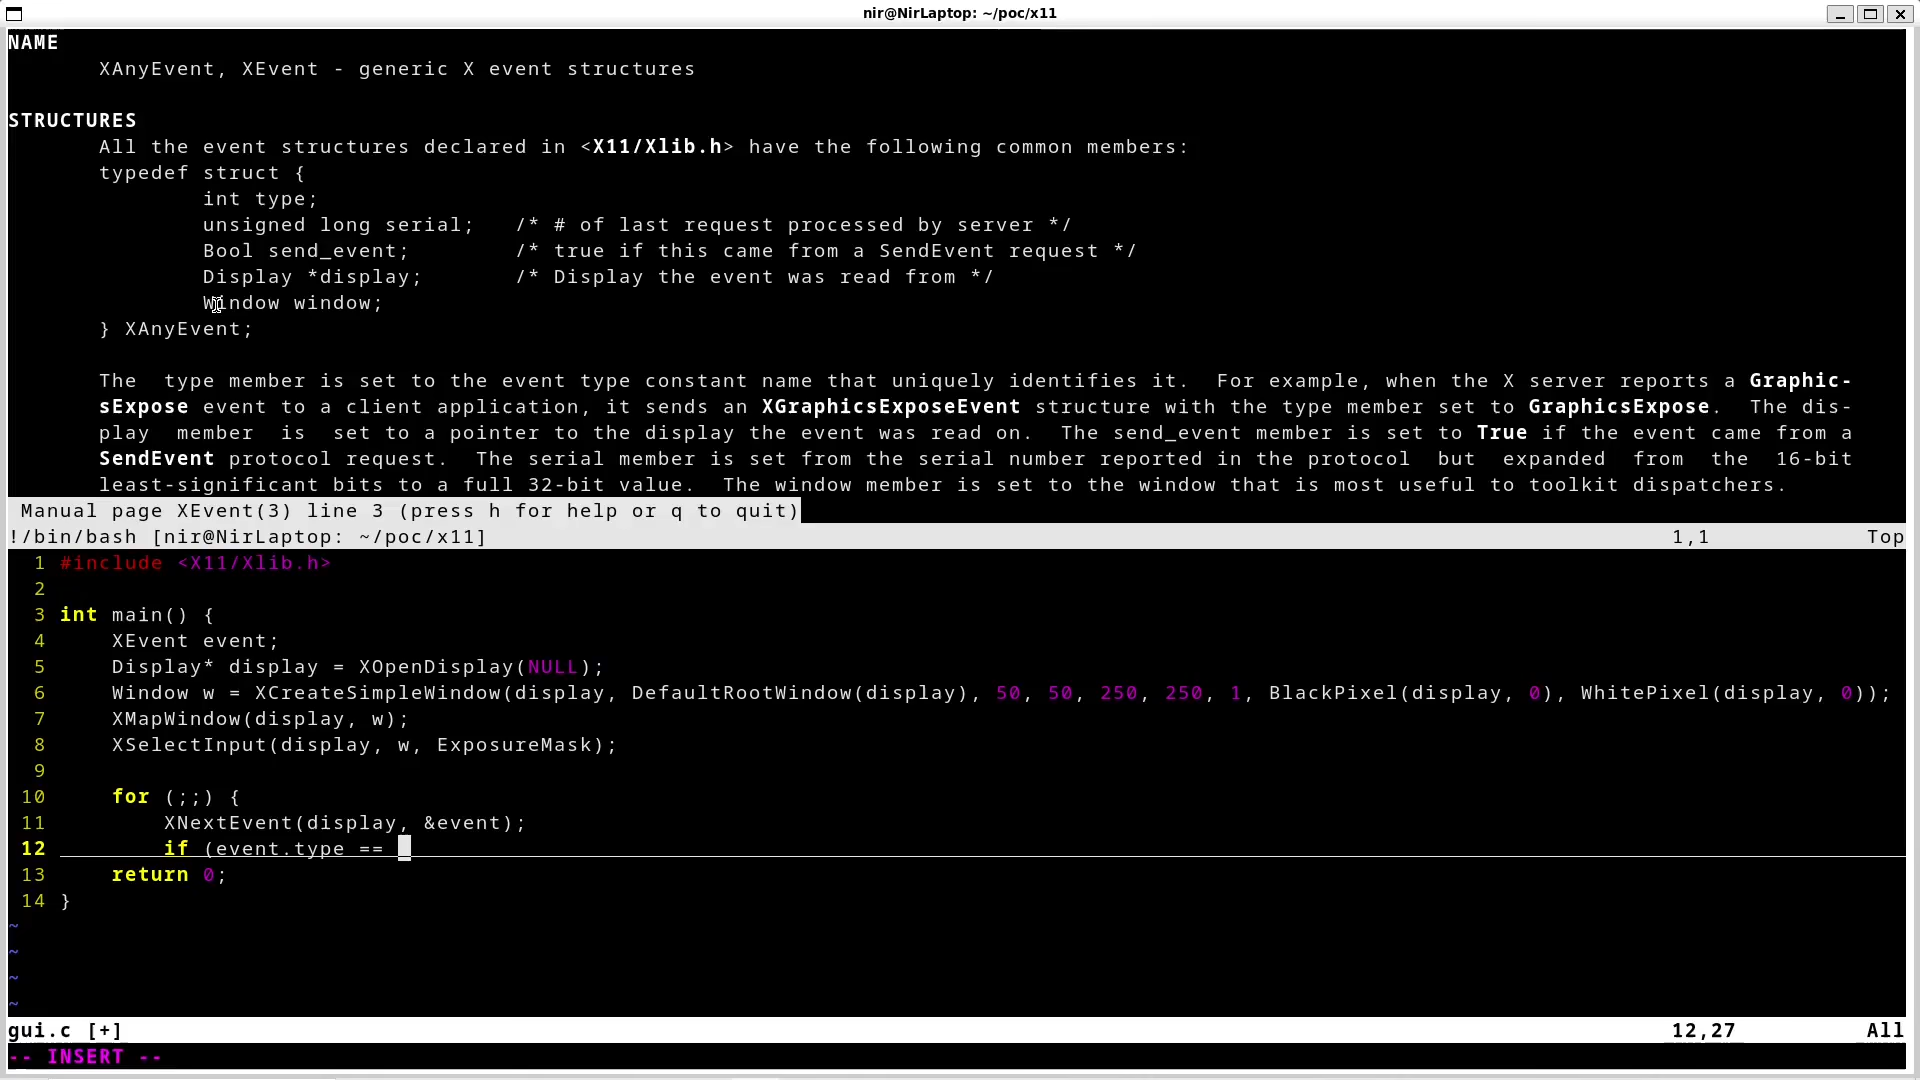 nir@NirLaptop: ~/poc/x11
NAME
XAnyEvent, XEvent - generic X event structures
STRUCTURES
All the event structures declared in <X11/Xlib.h> have the following common members:
typedef struct {
int type;
unsigned long serial;   /* # of last request processed by server */
Bool send_event;        /* true if this came from a SendEvent request */
Display *display;       /* Display the event was read from */
Window window;
} XAnyEvent;
The  type member is set to the event type constant name that uniquely identifies it.  For example, when the X server reports a Graphic-
sExpose event to a client application, it sends an XGraphicsExposeEvent structure with the type member set to GraphicsExpose.  The dis-
play  member  is  set to a pointer to the display the event was read on.  The send_event member is set to True if the event came from a
SendEvent protocol request.  The serial member is set from the serial number reported in the protocol  but  expanded  from  the  16-bit
least-significant bits to a full 32-bit value.  The window member is set to the window that is most useful to toolkit dispatchers.
Manual page XEvent(3) line 3 (press h for help or q to quit)
!/bin/bash [nir@NirLaptop: ~/poc/x11] 1,1 Top
1 #include <X11/Xlib.h>
2
3 int main() {
4     XEvent event;
5     Display* display = XOpenDisplay(NULL);
6     Window w = XCreateSimpleWindow(display, DefaultRootWindow(display), 50, 50, 250, 250, 1, BlackPixel(display, 0), WhitePixel(display, 0));
7     XMapWindow(display, w);
8     XSelectInput(display, w, ExposureMask);
9
10     for (;;) {
11         XNextEvent(display, &event);
12         if (event.type ==
13     return 0;
14 }
~
~
~
~
gui.c [+] 12,27 All
-- INSERT --